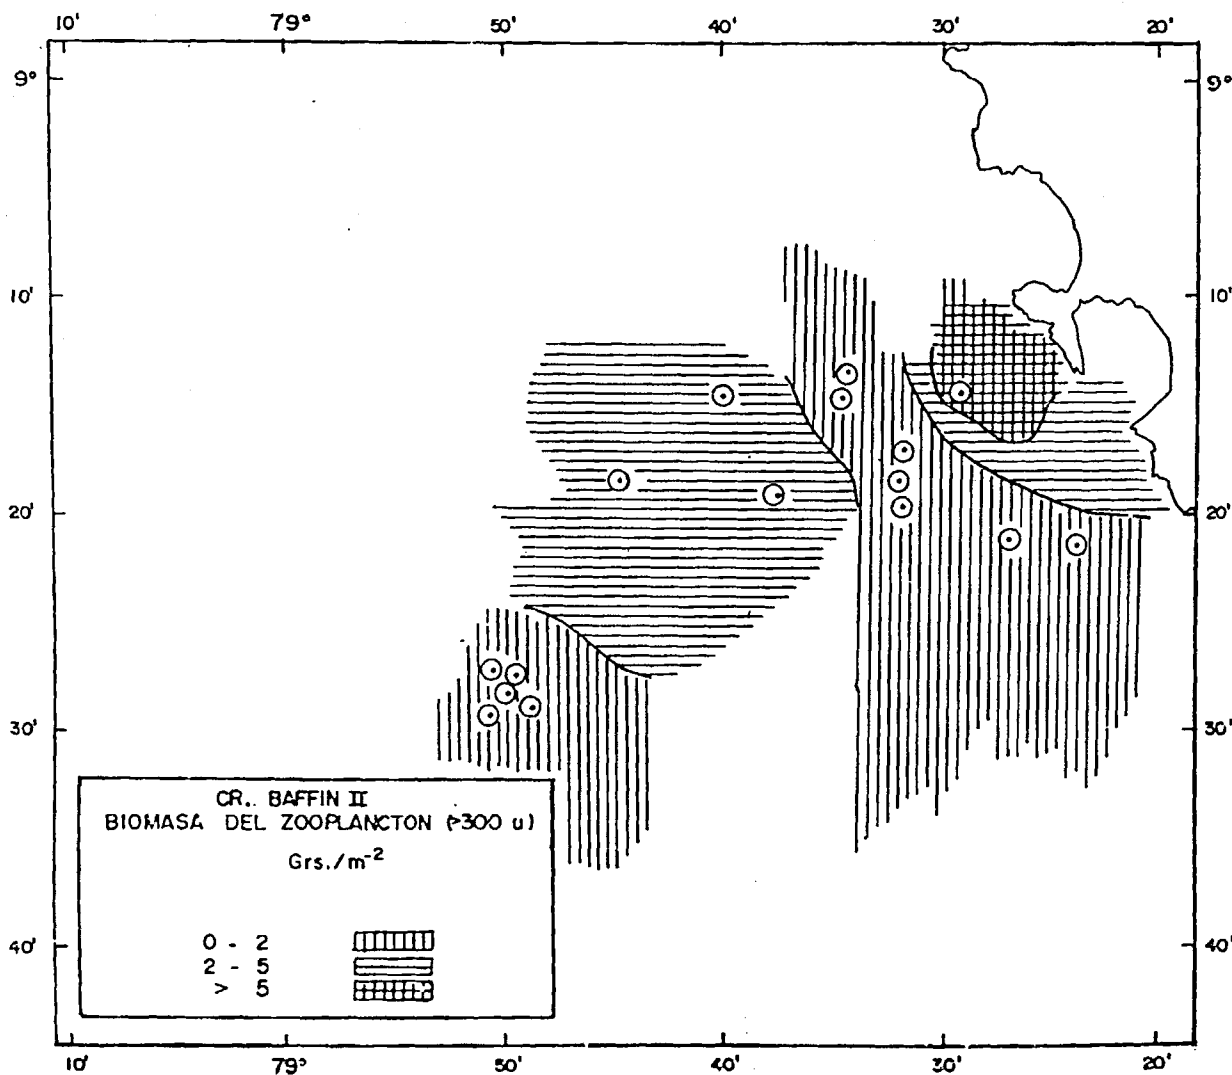 10' 79° 50' 40' 30' 20'
9° 9°
10' 10'
20' 20'
30' 30'
CR.. BAFFIN II
BIOMASA DEL ZOOPLANCTON (>300 u)
Grs./m⁻²
0 - 2
2 - 5
> 5
40' 40'
10' 79° 50' 40' 30' 20'